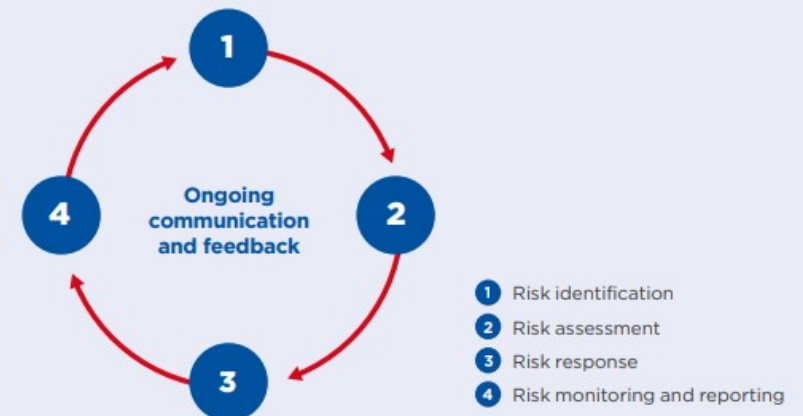 1
4
Ongoing
communication
and feedback
2
3
1 Risk identification
2 Risk assessment
3 Risk response
4 Risk monitoring and reporting